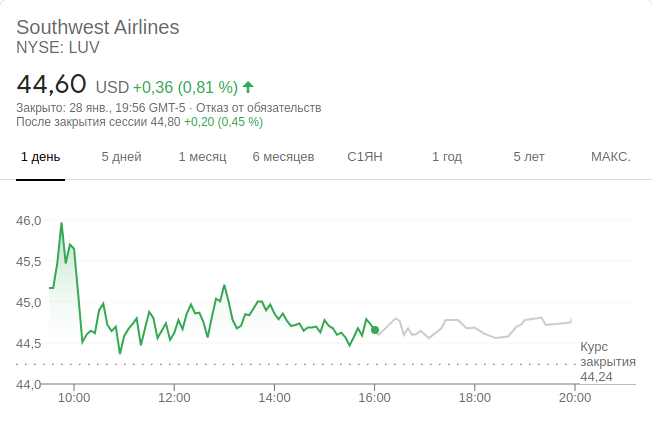 Southwest Airlines
NYSE: LUV
44,60 USD +0,36 (0,81 %)
Закрыто: 28 янв., 19:56 GMT-5 · Отказ от обязательств
После закрытия сессии 44,80 +0,20 (0,45 %)
1 день 5 дней 1 месяц 6 месяцев С1ЯН 1 год 5 лет МАКС.
46,0
45,5
45,0
44,5
Курс
закрытия
44,24
44,0
10:00 12:00 14:00 16:00 18:00 20:00